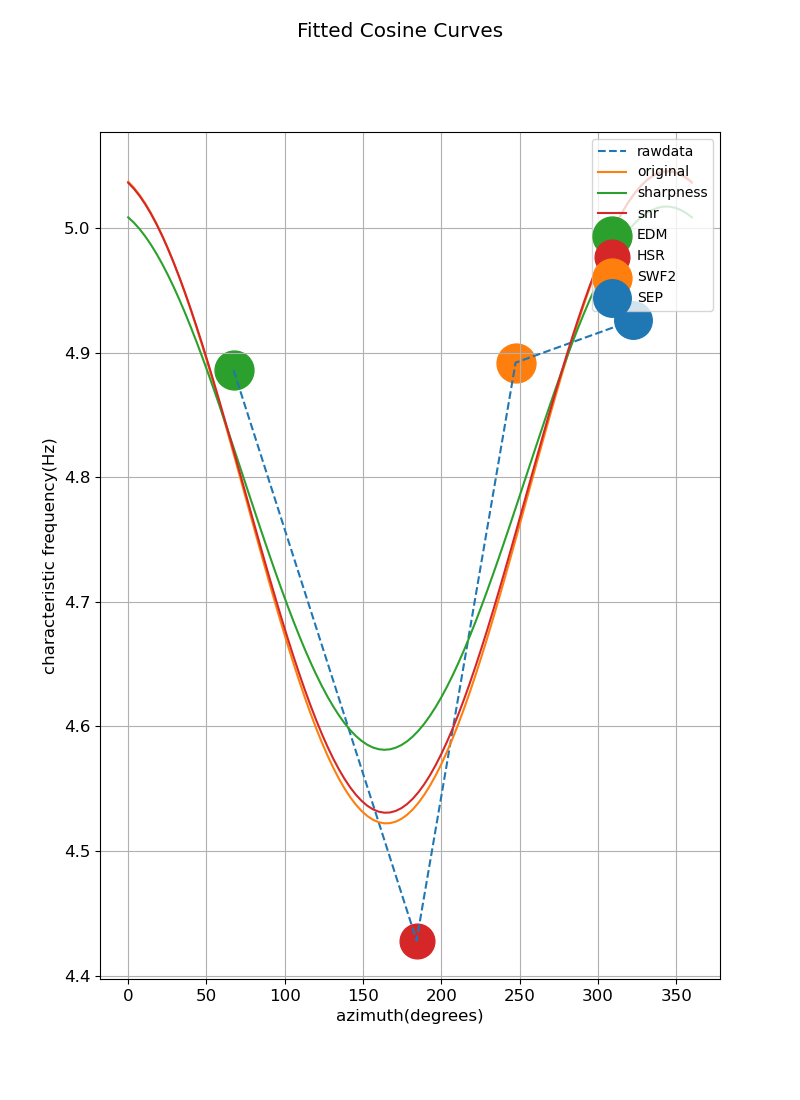 Fitted Cosine Curves
rawdata
original
sharpness
snr
EDM
HSR
SWF2
SEP
characteristic frequency(Hz)
5.0
4.9
4.8
4.7
4.6
4.5
4.4
0 50 100 150 200 250 300 350
azimuth(degrees)